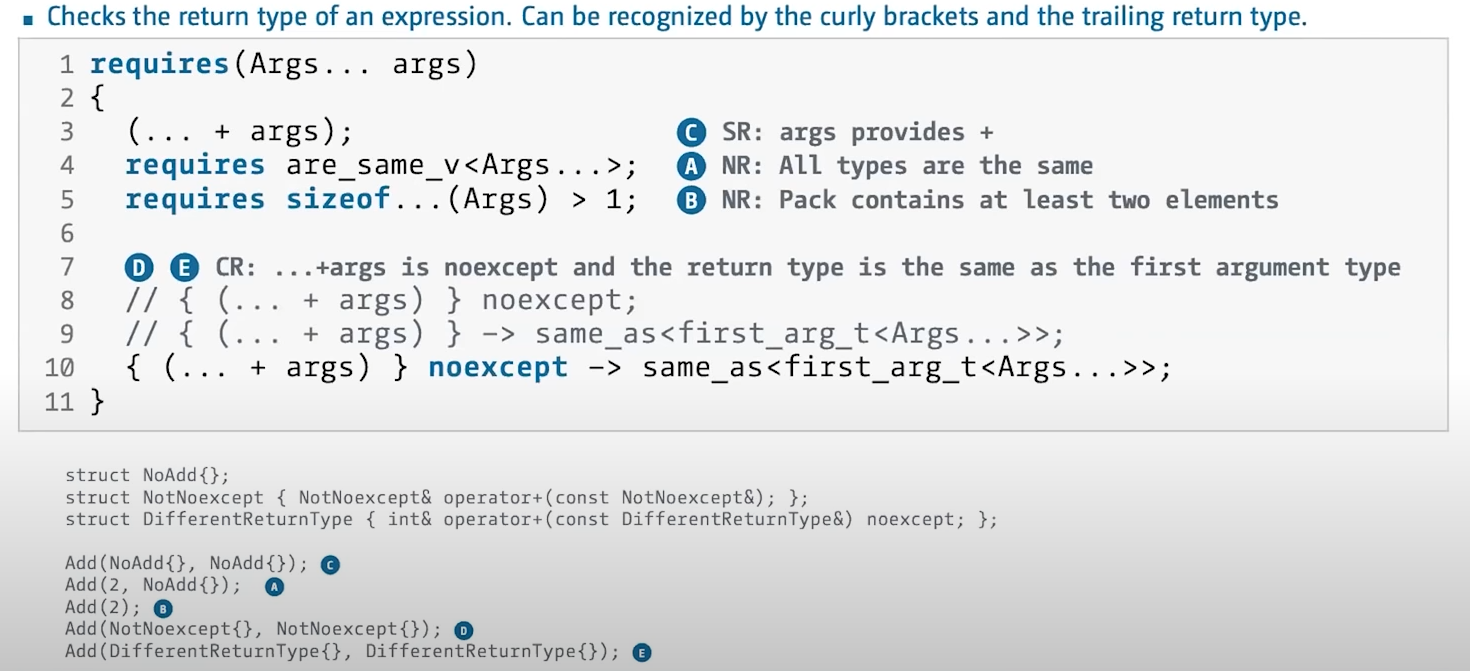 ▪ Checks the return type of an expression. Can be recognized by the curly brackets and the trailing return type.
1 requires(Args... args)
2 {
3 (... + args); C SR: args provides +
4 requires are_same_v<Args...>; A NR: All types are the same
5 requires sizeof...(Args) > 1; B NR: Pack contains at least two elements
6
7 D E CR: ...+args is noexcept and the return type is the same as the first argument type
8 // { (... + args) } noexcept;
9 // { (... + args) } -> same_as<first_arg_t<Args...>>;
10 { (... + args) } noexcept -> same_as<first_arg_t<Args...>>;
11 }
struct NoAdd{};
struct NotNoexcept { NotNoexcept& operator+(const NotNoexcept&); };
struct DifferentReturnType { int& operator+(const DifferentReturnType&) noexcept; };
Add(NoAdd{}, NoAdd{}); C
Add(2, NoAdd{}); A
Add(2); B
Add(NotNoexcept{}, NotNoexcept{}); D
Add(DifferentReturnType{}, DifferentReturnType{}); E